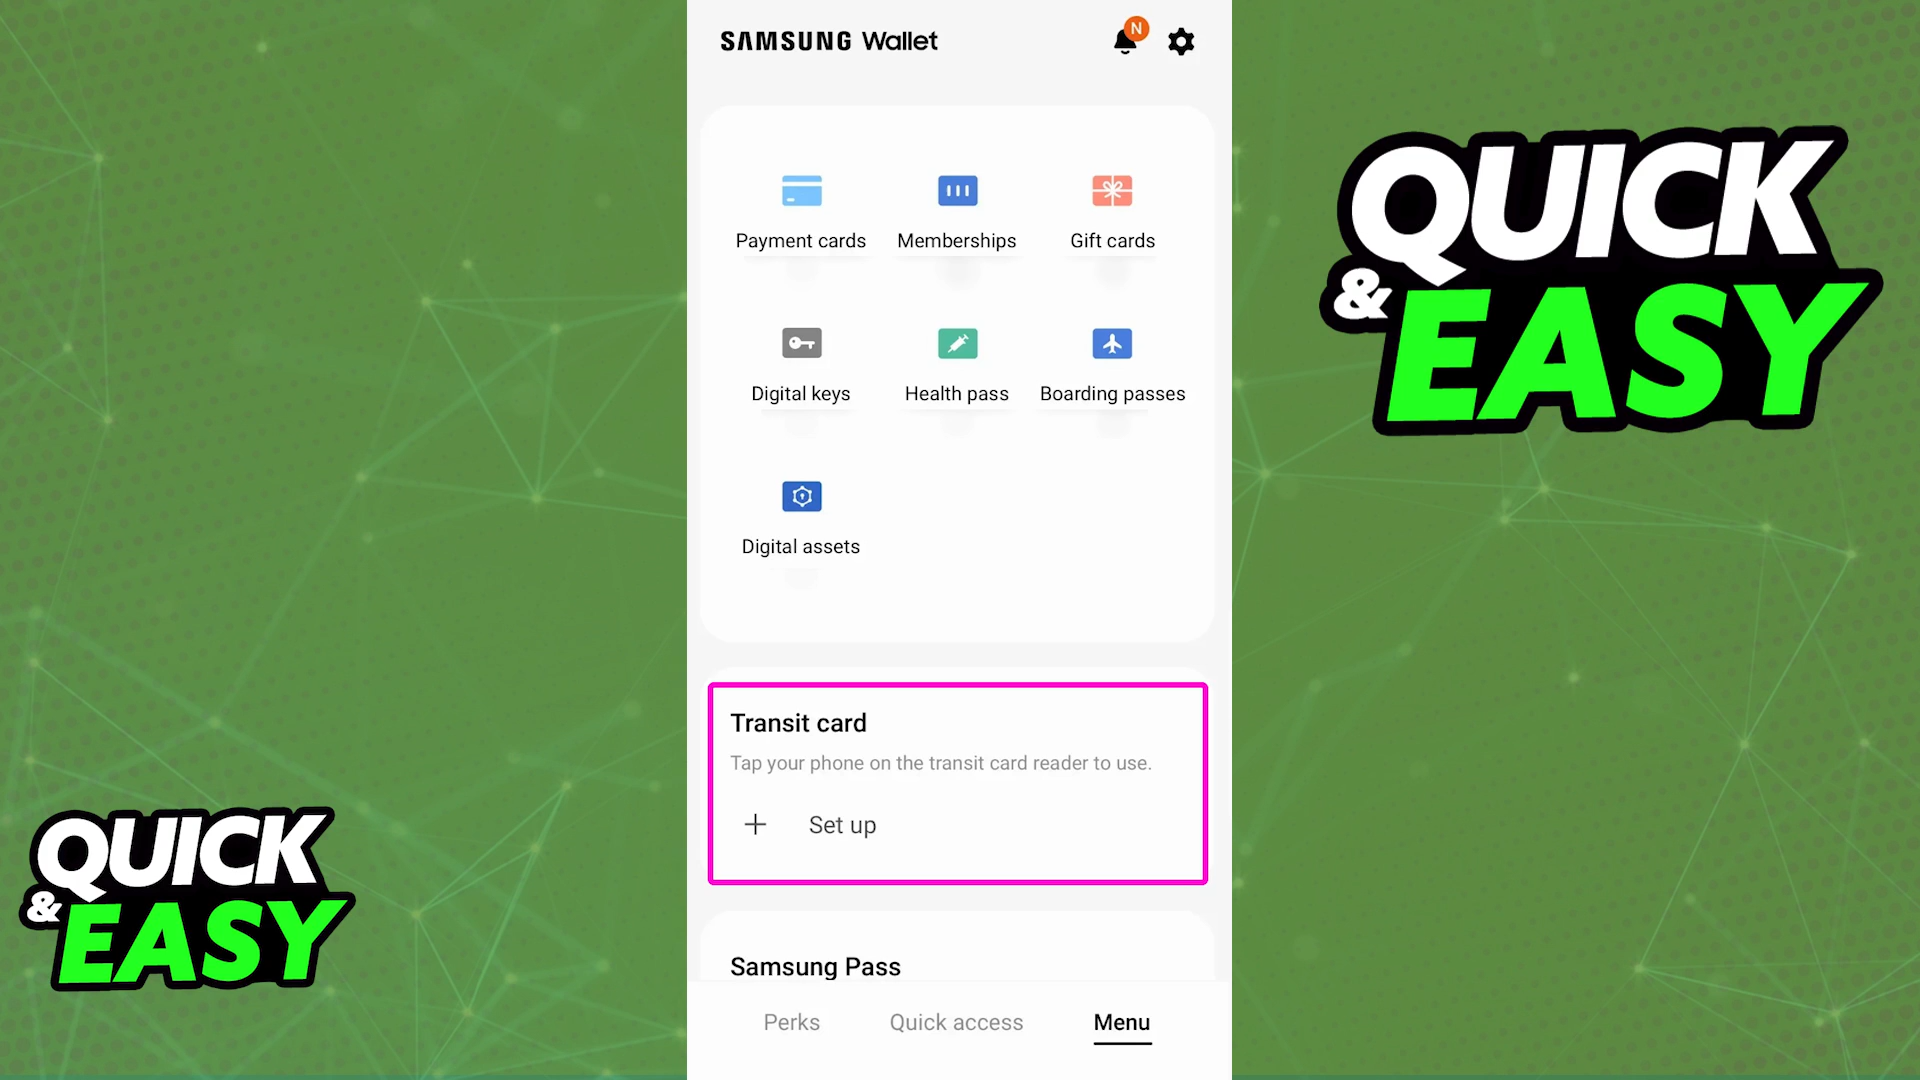 SAMSUNG Wallet
N
Payment cards
Memberships
Gift cards
Digital keys
Health pass
Boarding passes
Digital assets
Transit card
Tap your phone on the transit card reader to use.
+ Set up
Samsung Pass
Perks
Quick access
Menu
QUICK
& EASY
QUICK
& EASY